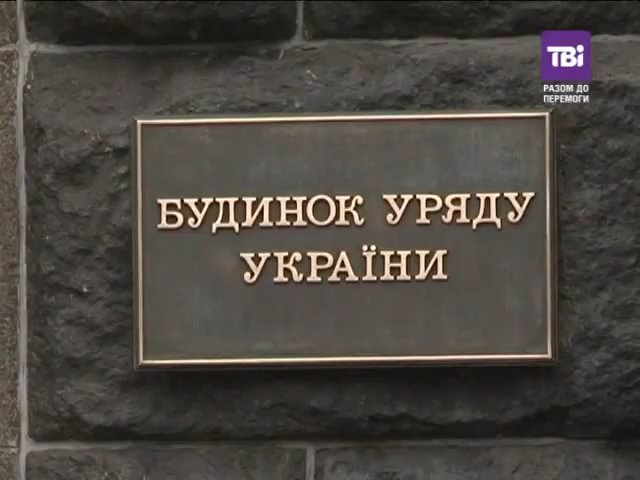 ТВі
РАЗОМ ДО
ПЕРЕМОГИ
БУДИНОК УРЯДУ
УКРАЇНИ